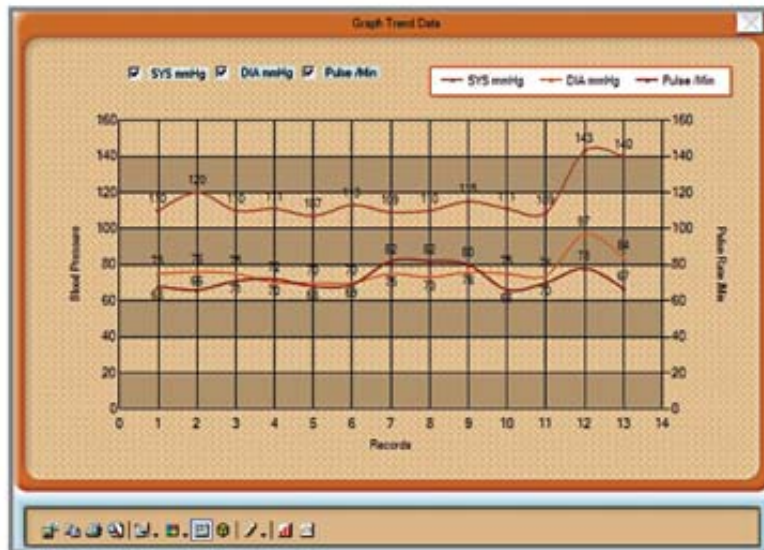 Graph Trend Data
SYS mmHg DIA mmHg Pulse /Min
SYS mmHg DIA mmHg Pulse /Min
160 160
143
140 140 140
120 120 120
110 110 111 107 113 109 110 115 111 109
100 97 100
84
80 82 82 80 80
78
70 70
67
60 60
40 40
20 20
0 0
0 1 2 3 4 5 6 7 8 9 10 11 12 13 14
Blood Pressure
Pulse Rate /Min
Records